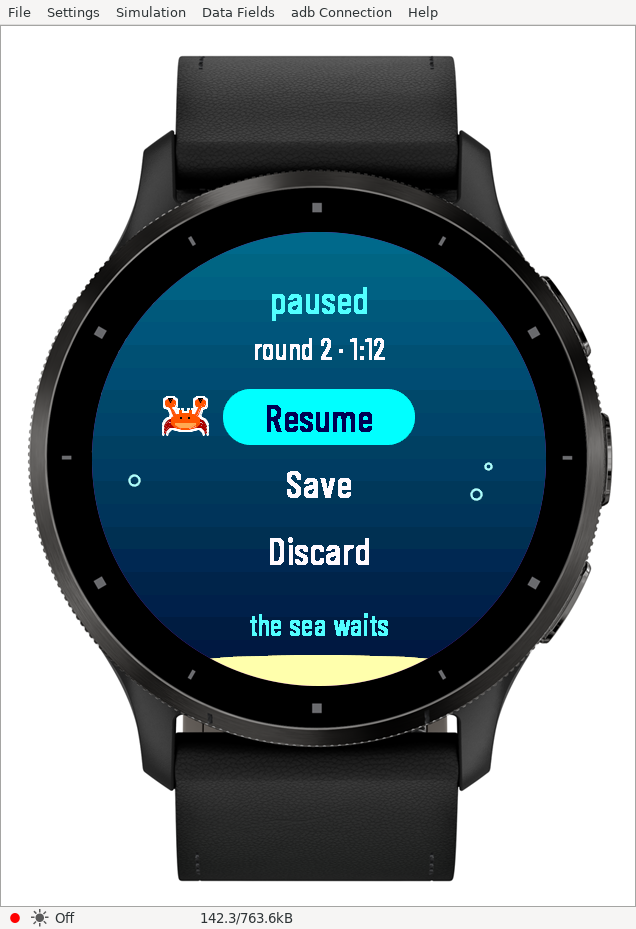 File Settings Simulation Data Fields adb Connection Help
paused
round 2 · 1:12
Resume
Save
Discard
the sea waits
Off 142.3/763.6kB